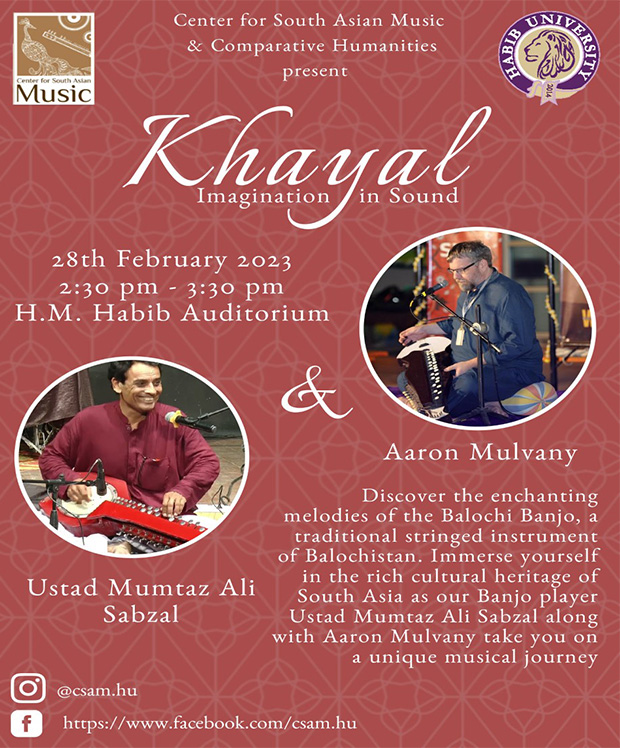 Center for South Asian Music
& Comparative Humanities
present
Center for South Asian
Music
HABIB UNIVERSITY
2014
Khayal
Imagination in Sound
28th February 2023
2:30 pm - 3:30 pm
H.M. Habib Auditorium
&
Aaron Mulvany
Ustad Mumtaz Ali
Sabzal
Discover the enchanting
melodies of the Balochi Banjo, a
traditional stringed instrument
of Balochistan. Immerse yourself
in the rich cultural heritage of
South Asia as our Banjo player
Ustad Mumtaz Ali Sabzal along
with Aaron Mulvany take you on
a unique musical journey
@csam.hu
https://www.facebook.com/csam.hu